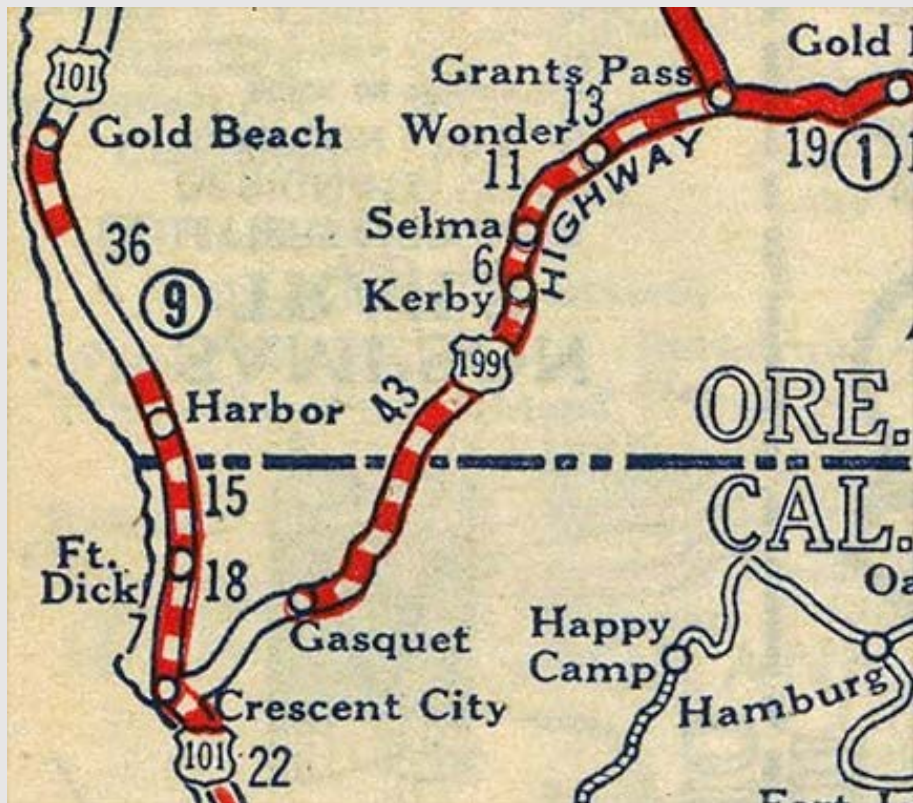 101
Gold Beach
36
9
Harbor
15
Ft.
Dick
18
7
Crescent City
101
22
Gasquet
43
199
Kerby
6
Selma
11
Wonder
13
Grants Pass
HIGHWAY
Gold
19
1
ORE.
CAL.
Happy
Camp
Hamburg